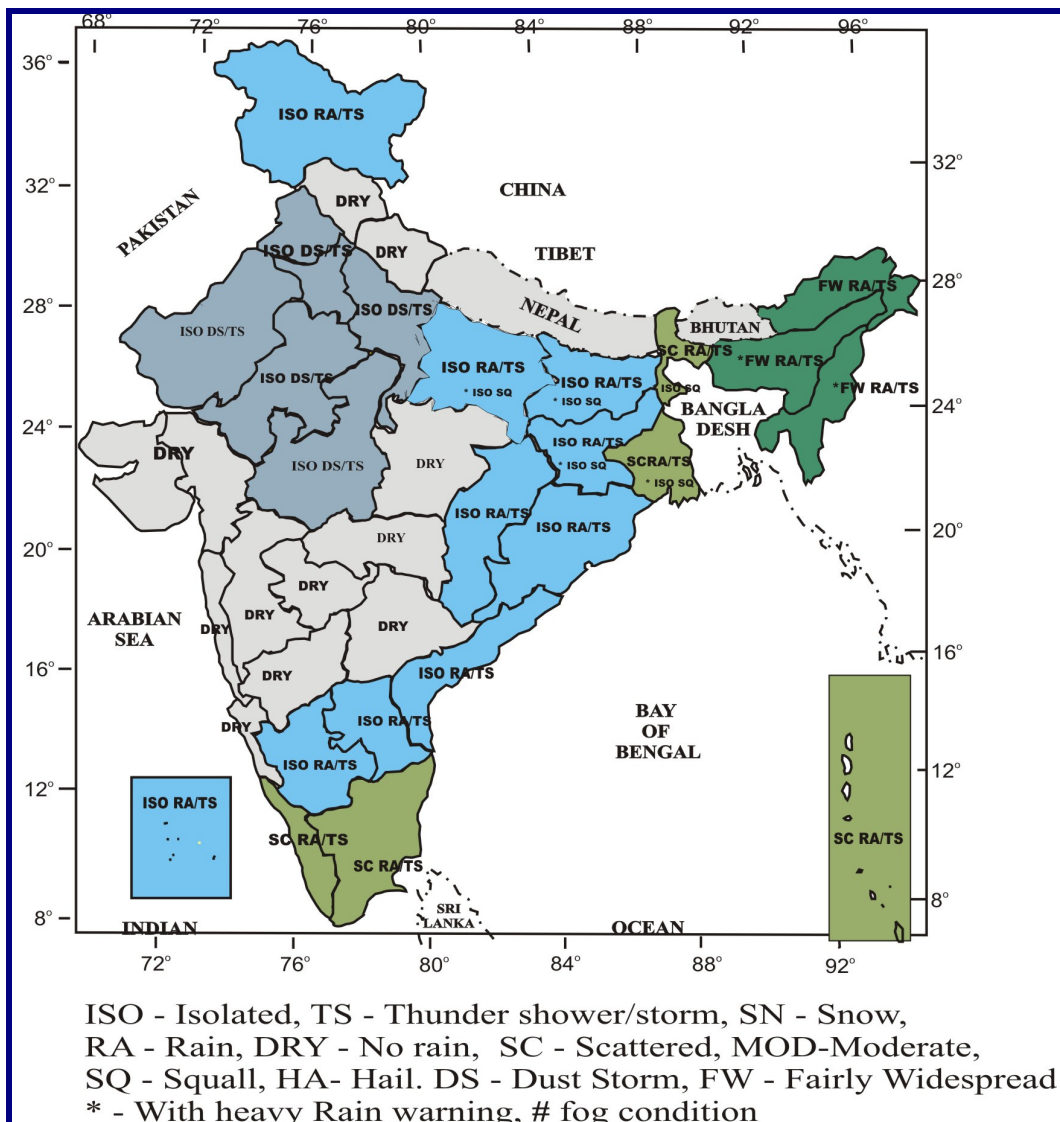 68° 72° 76° 80° 84° 88° 92° 96°
36°
ISO RA/TS
32°
CHINA
32°
DRY
PAKISTAN
ISO DS/TS
DRY
TIBET
28°
FW RA/TS
28°
ISO DS/TS
NEPAL
BHUTAN
ISO DS/TS
SC RA/TS
*FW RA/TS
ISO RA/TS
* ISO SQ
ISO DS/TS
ISO RA/TS
* ISO SQ
ISO SQ
*FW RA/TS
BANGLA
DESH
24°
24°
DRY
ISO DS/TS
DRY
ISO RA/TS
* ISO SQ
SCRA/TS
* ISO SQ
ISO RA/TS
ISO RA/TS
20°
20°
DRY
DRY
ARABIAN
SEA
DRY
DRY
DRY
16°
16°
DRY
ISO RA/TS
DRY
ISO RA/TS
BAY
OF
BENGAL
ISO RA/TS
12°
12°
ISO RA/TS
SC RA/TS
SC RA/TS
SC RA/TS
8°
8°
SRI
LANKA
INDIAN
OCEAN
72° 76° 80° 84° 88° 92°
ISO - Isolated, TS - Thunder shower/storm, SN - Snow,
RA - Rain, DRY - No rain, SC - Scattered, MOD-Moderate,
SQ - Squall, HA- Hail. DS - Dust Storm, FW - Fairly Widespread
* - With heavy Rain warning, # fog condition